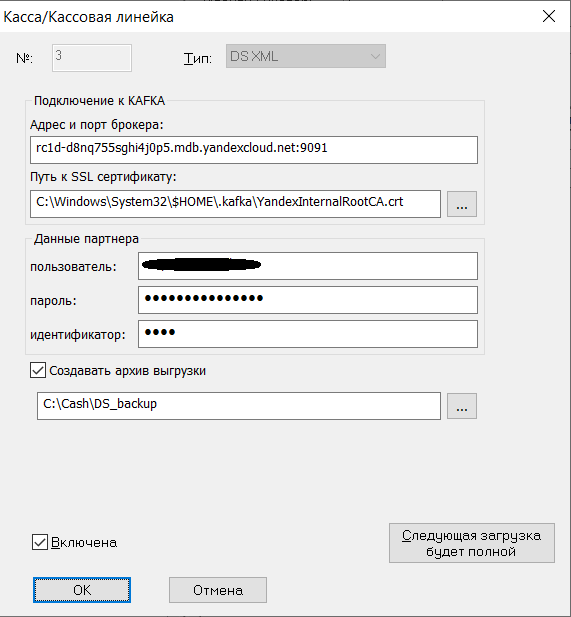 Касса/Кассовая линейка
№:
3
Тип:
DS XML
Подключение к KAFKA
Адрес и порт брокера:
rc1d-d8nq755sghi4j0p5.mdb.yandexcloud.net:9091
Путь к SSL сертификату:
C:\Windows\System32\$HOME\.kafka\YandexInternalRootCA.crt
...
Данные партнера
пользователь:
пароль:
●●●●●●●●●●●●●●●
идентификатор:
●●●●
Создавать архив выгрузки
C:\Cash\DS_backup
...
Включена
Следующая загрузка
будет полной
OK
Отмена